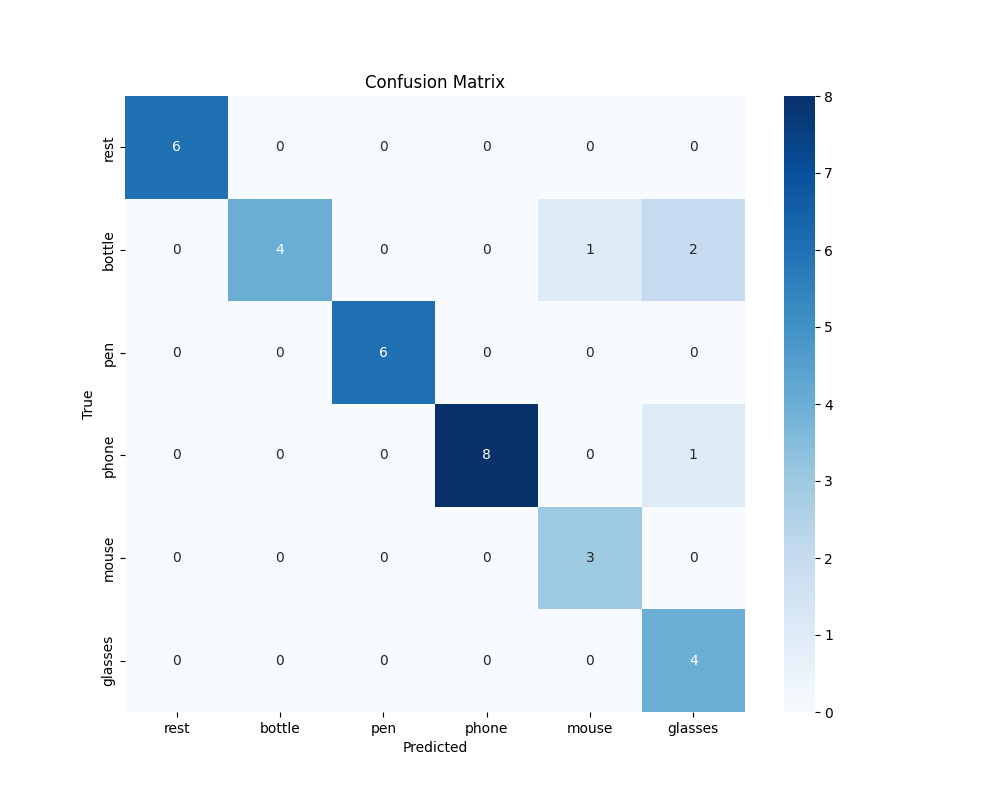 Confusion Matrix
rest 6 0 0 0 0 0
bottle 0 4 0 0 1 2
pen 0 0 6 0 0 0
phone 0 0 0 8 0 1
mouse 0 0 0 0 3 0
glasses 0 0 0 0 0 4
True
rest bottle pen phone mouse glasses
Predicted
8
7
6
5
4
3
2
1
0